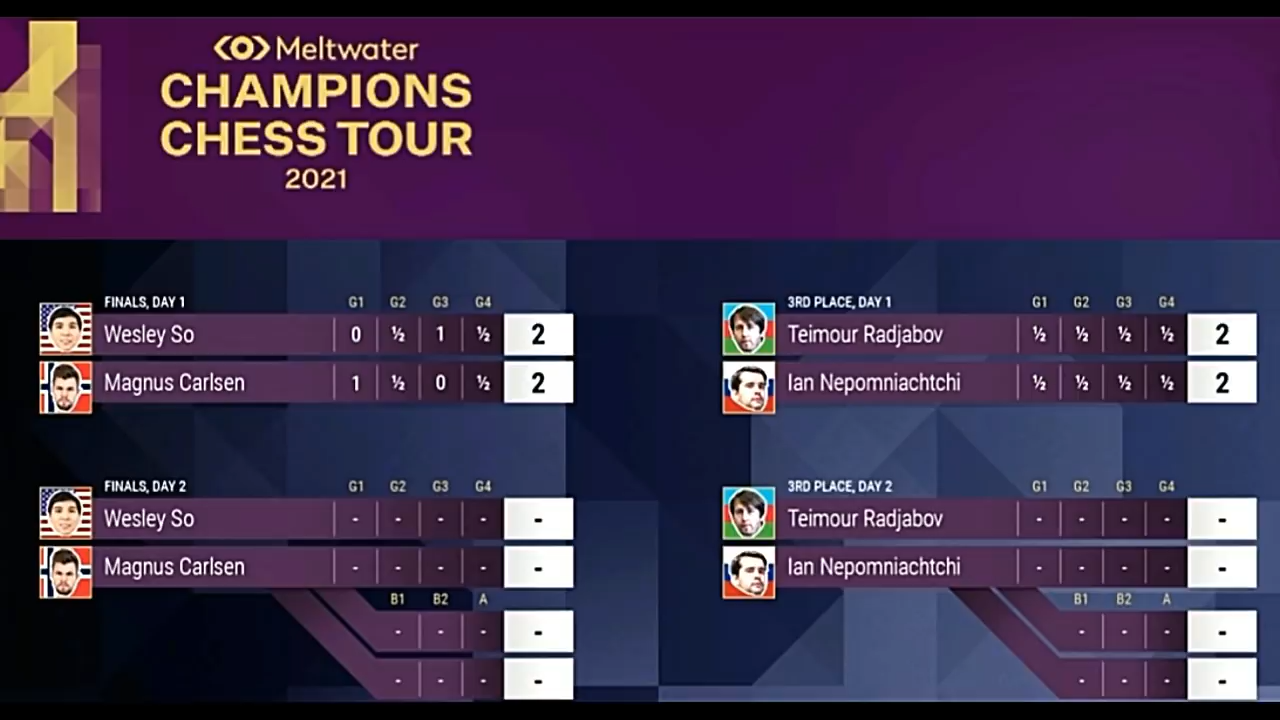 Meltwater
CHAMPIONS
CHESS TOUR
2021
FINALS, DAY 1 G1 G2 G3 G4
Wesley So 0 ½ 1 ½ 2
Magnus Carlsen 1 ½ 0 ½ 2
3RD PLACE, DAY 1 G1 G2 G3 G4
Teimour Radjabov ½ ½ ½ ½ 2
Ian Nepomniachtchi ½ ½ ½ ½ 2
FINALS, DAY 2 G1 G2 G3 G4
Wesley So - - - - -
Magnus Carlsen - - - - -
B1 B2 A
- - - -
- - - -
3RD PLACE, DAY 2 G1 G2 G3 G4
Teimour Radjabov - - - - -
Ian Nepomniachtchi - - - - -
B1 B2 A
- - - -
- - - -